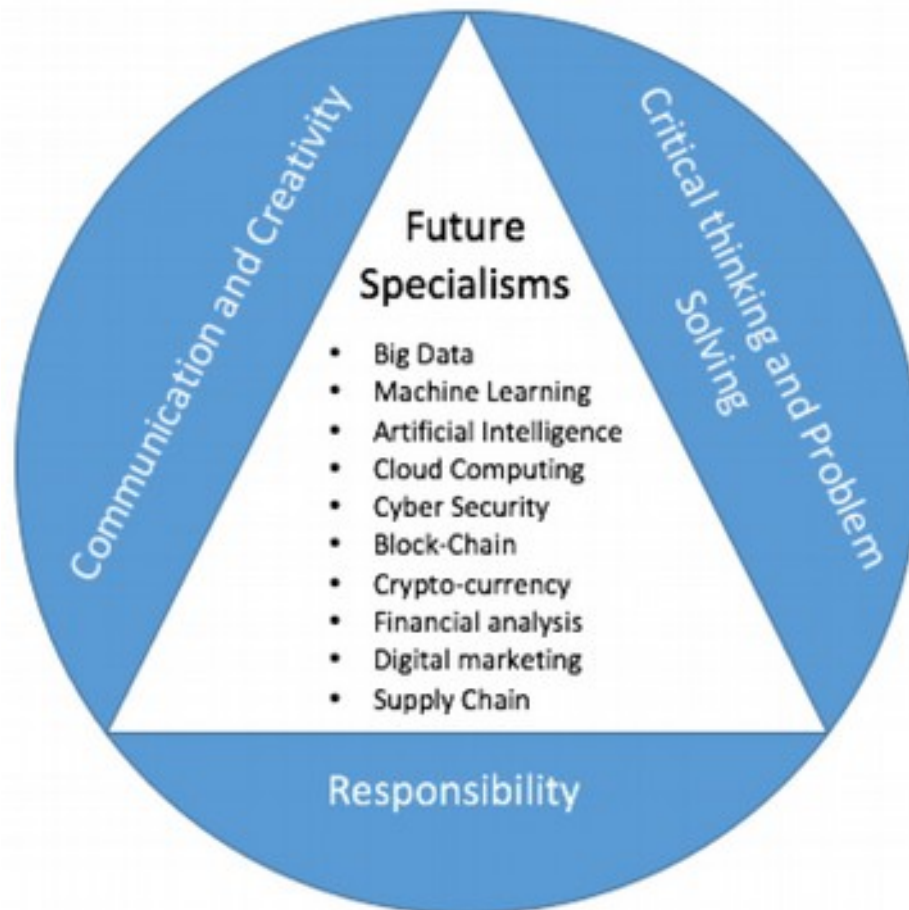 Communication and Creativity
Critical thinking and Problem
Solving
Future
Specialisms
• Big Data
• Machine Learning
• Artificial Intelligence
• Cloud Computing
• Cyber Security
• Block-Chain
• Crypto-currency
• Financial analysis
• Digital marketing
• Supply Chain
Responsibility